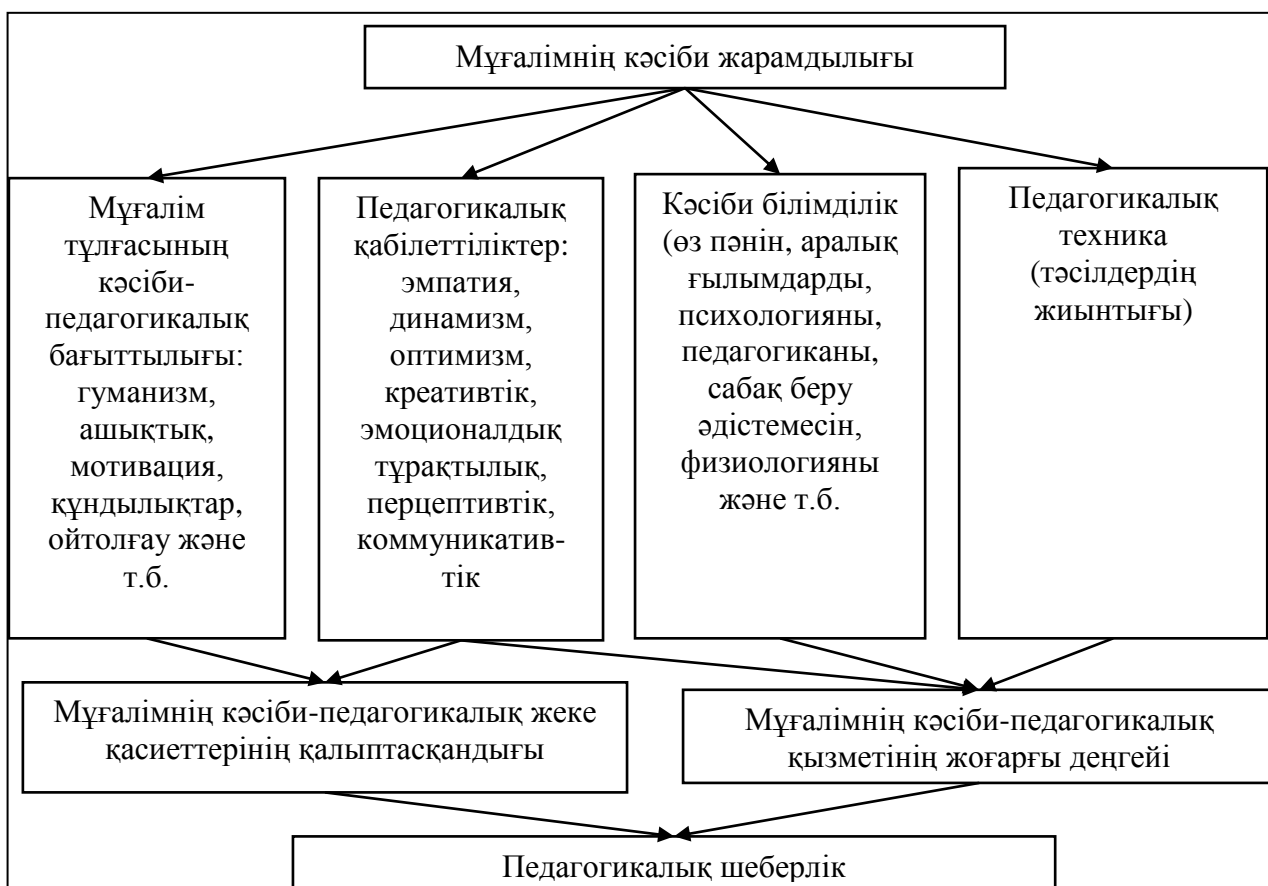 Мұғалімнің кәсіби жарамдылығы
Мұғалім
тұлғасының
кәсіби-
педагогикалық
бағыттылығы:
гуманизм,
ашықтық,
мотивация,
құндылықтар,
ойтолғау және
т.б.
Педагогикалық
қабілеттіліктер:
эмпатия,
динамизм,
оптимизм,
креативтік,
эмоционалдық
тұрақтылық,
перцептивтік,
коммуникатив-
тік
Кәсіби білімділік
(өз пәнін, аралық
ғылымдарды,
психологияны,
педагогиканы,
сабақ беру
әдістемесін,
физиологияны
және т.б.
Педагогикалық
техника
(тәсілдердің
жиынтығы)
Мұғалімнің кәсіби-педагогикалық жеке
қасиеттерінің қалыптасқандығы
Мұғалімнің кәсіби-педагогикалық
қызметінің жоғарғы деңгейі
Педагогикалық шеберлік